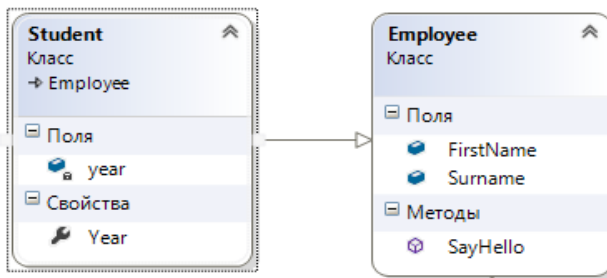 Student
Класс
Employee
Поля
year
Свойства
Year
Employee
Класс
Поля
FirstName
Surname
Методы
SayHello